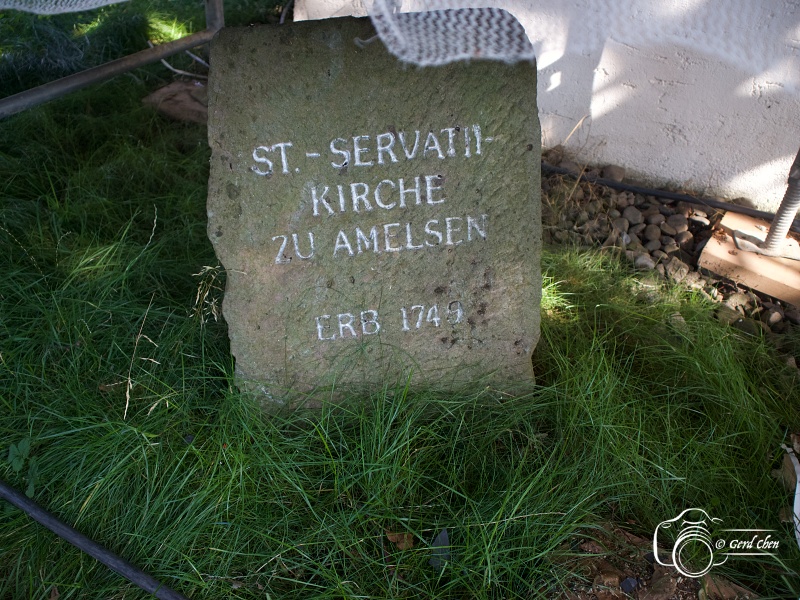 ST.-SERVATII-
KIRCHE
ZU AMELSEN
ERB 1749
© Gerd Chen